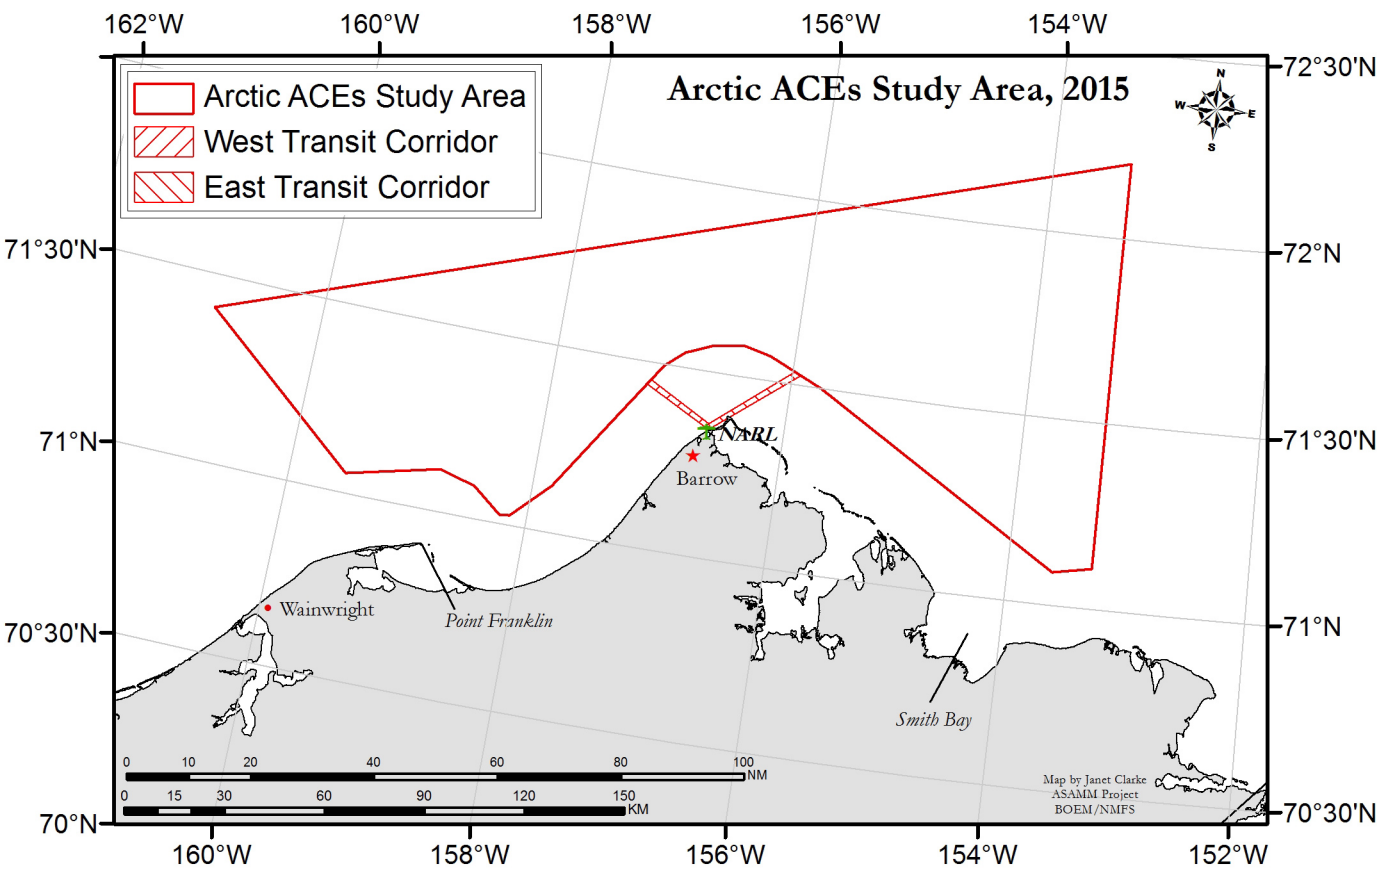 162°W 160°W 158°W 156°W 154°W
Arctic ACEs Study Area, 2015
N
W E
S
Arctic ACEs Study Area
West Transit Corridor
East Transit Corridor
72°30'N
71°30'N
72°N
71°N
71°30'N
NARL
Barrow
Wainwright
Point Franklin
70°30'N
71°N
Smith Bay
0 10 20 40 60 80 100
NM
0 15 30 60 90 120 150
KM
Map by Janet Clarke
ASAMM Project
BOEM/NMFS
70°N
70°30'N
160°W 158°W 156°W 154°W 152°W